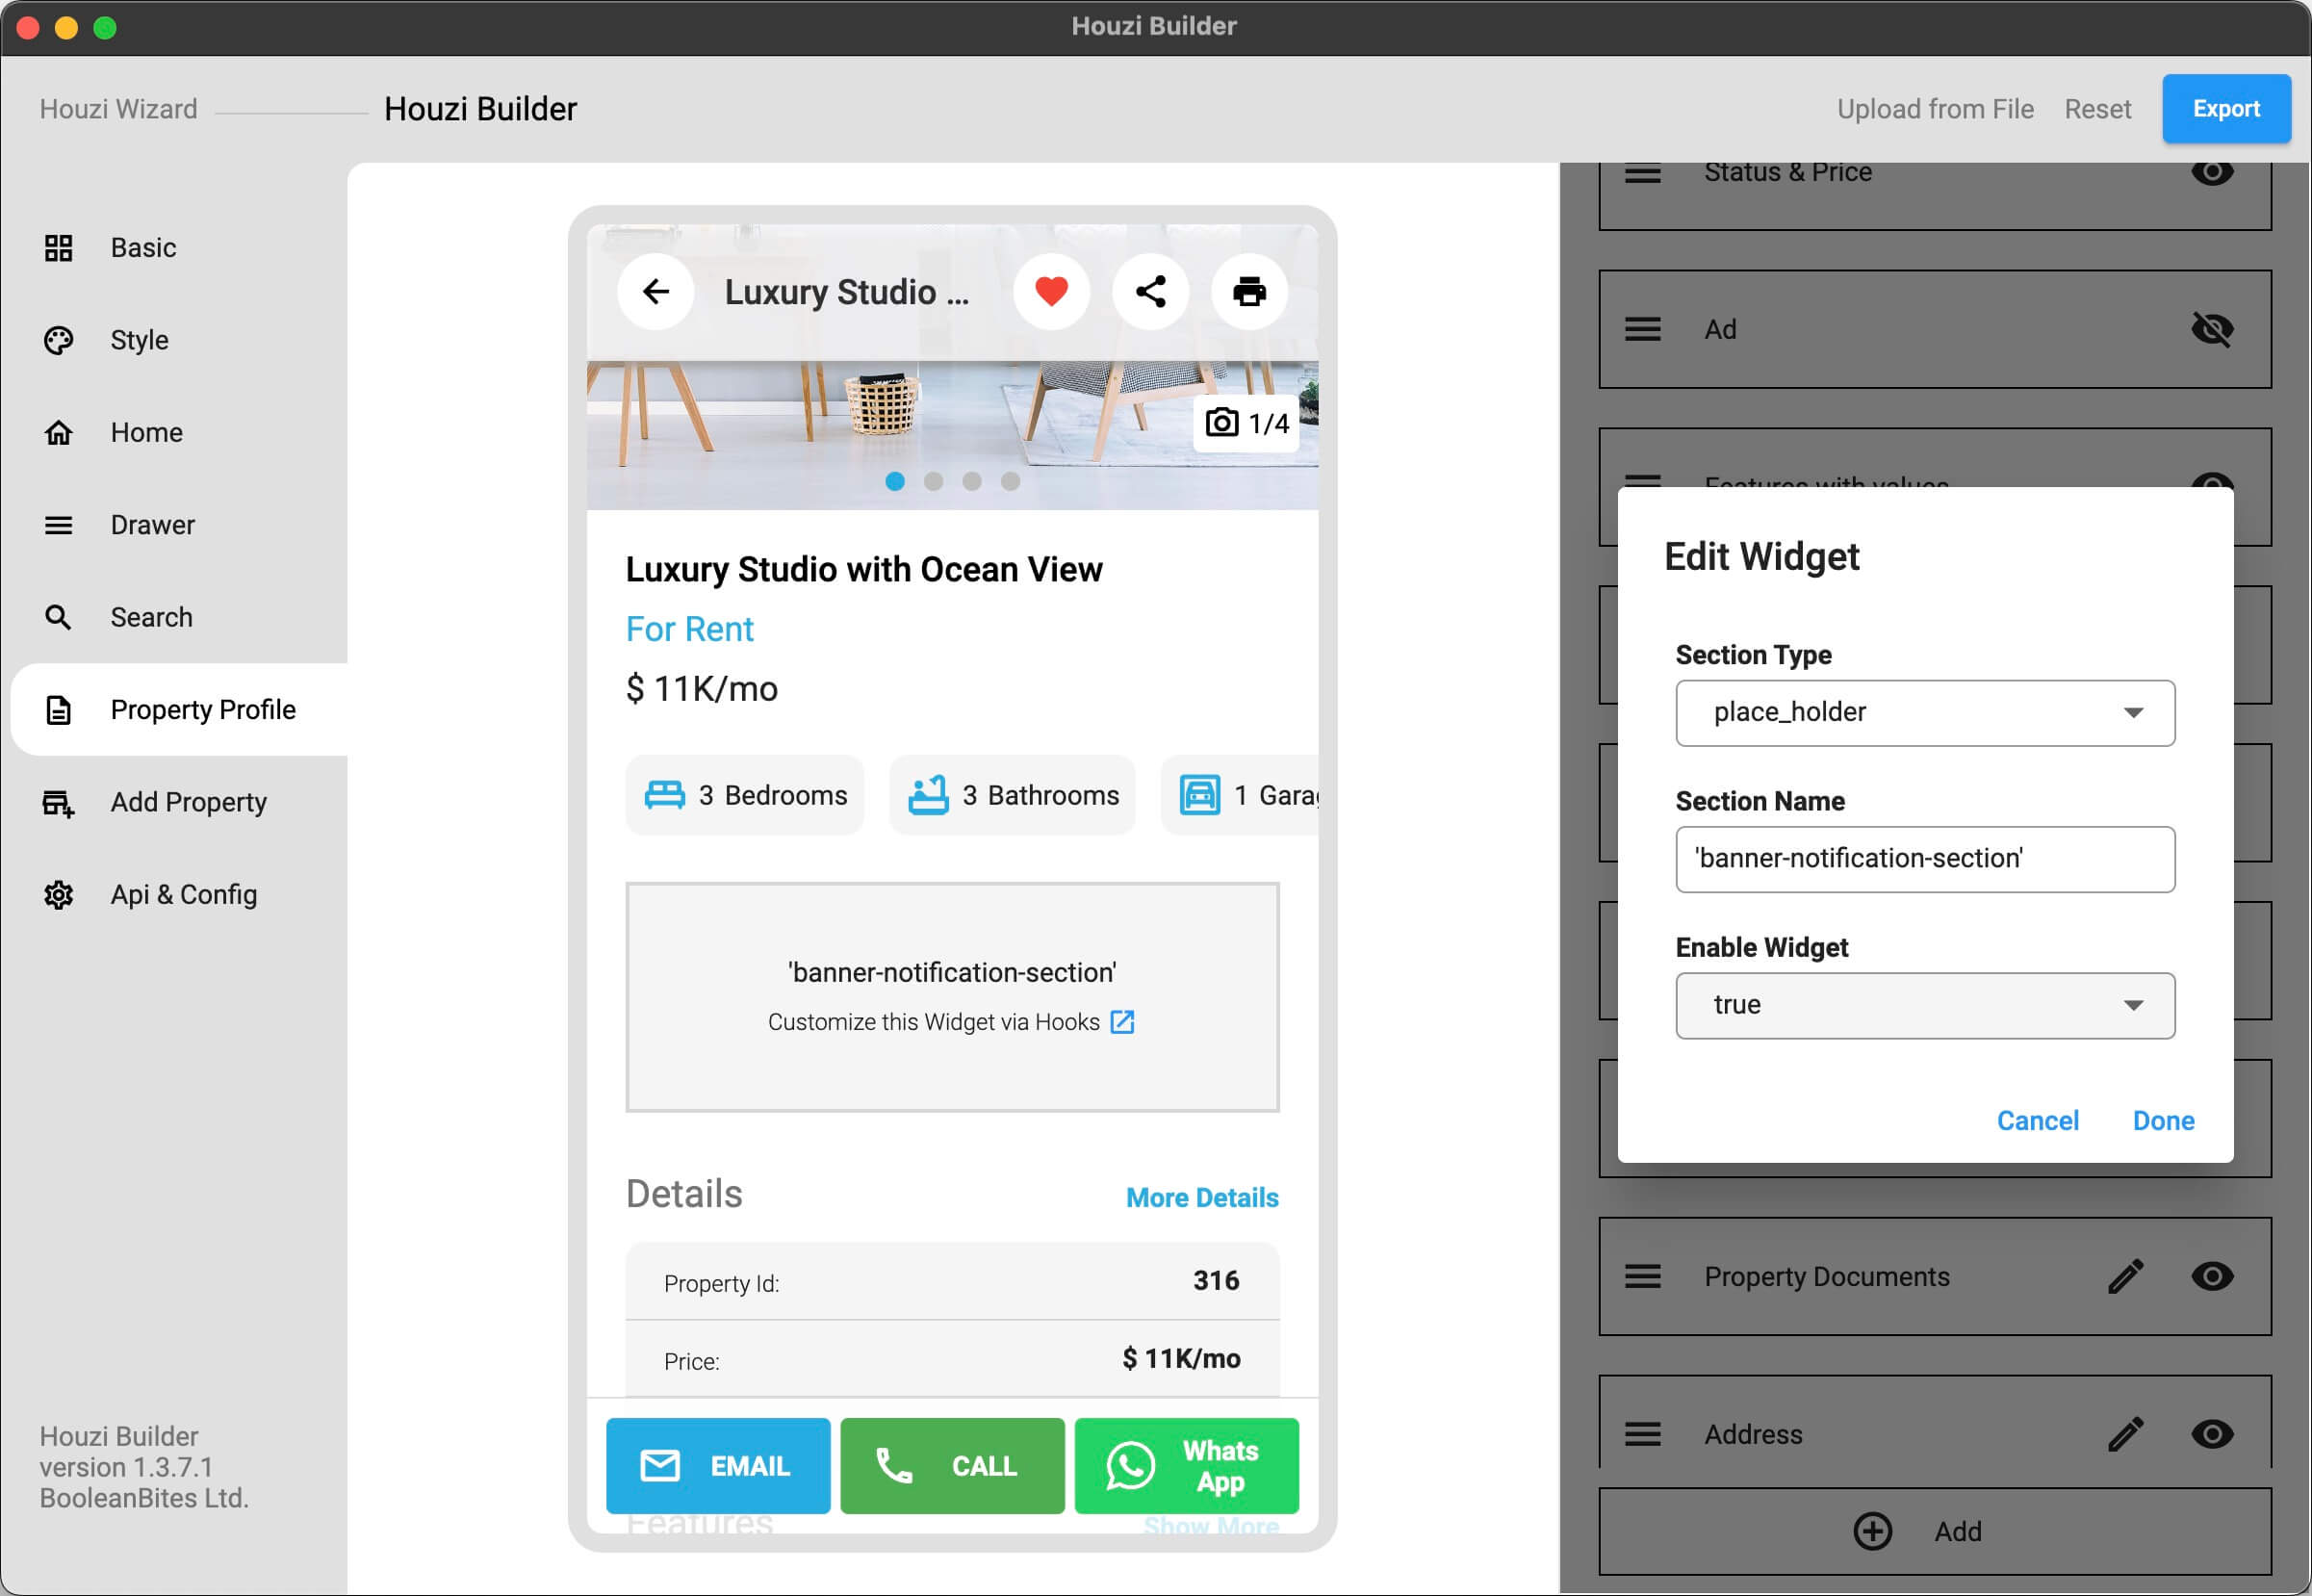 Houzi Builder
Houzi Wizard
Houzi Builder
Upload from File
Reset
Export
Basic
Style
Home
Drawer
Search
Property Profile
Add Property
Api & Config
Houzi Builder
version 1.3.7.1
BooleanBites Ltd.
Luxury Studio ...
1/4
Luxury Studio with Ocean View
For Rent
$ 11K/mo
3 Bedrooms
3 Bathrooms
1 Garag
'banner-notification-section'
Customize this Widget via Hooks
Details
More Details
Property Id:
316
Price:
$ 11K/mo
EMAIL
CALL
Whats
App
Features
Show More
Status & Price
Ad
Features with values
Edit Widget
Section Type
place_holder
Section Name
'banner-notification-section'
Enable Widget
true
Cancel
Done
Property Documents
Address
Add